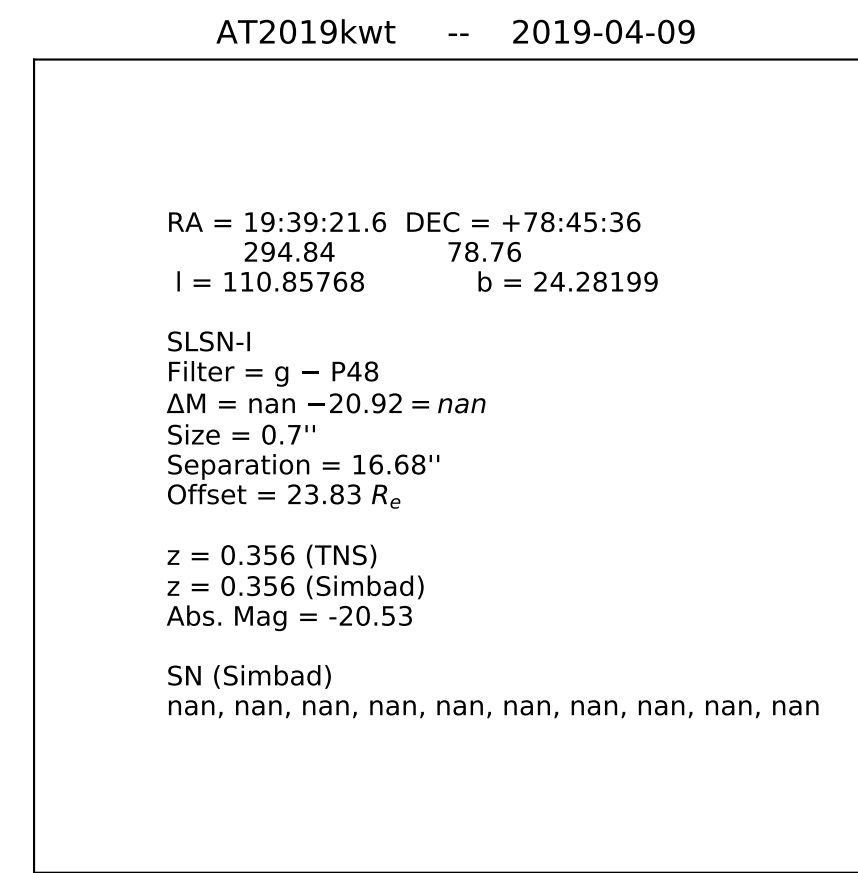 AT2019kwt -- 2019-04-09
RA = 19:39:21.6 DEC = +78:45:36
294.84 78.76
l = 110.85768 b = 24.28199
SLSN-I
Filter = g − P48
ΔM = nan −20.92 = nan
Size = 0.7''
Separation = 16.68''
Offset = 23.83 Rₑ
z = 0.356 (TNS)
z = 0.356 (Simbad)
Abs. Mag = -20.53
SN (Simbad)
nan, nan, nan, nan, nan, nan, nan, nan, nan, nan